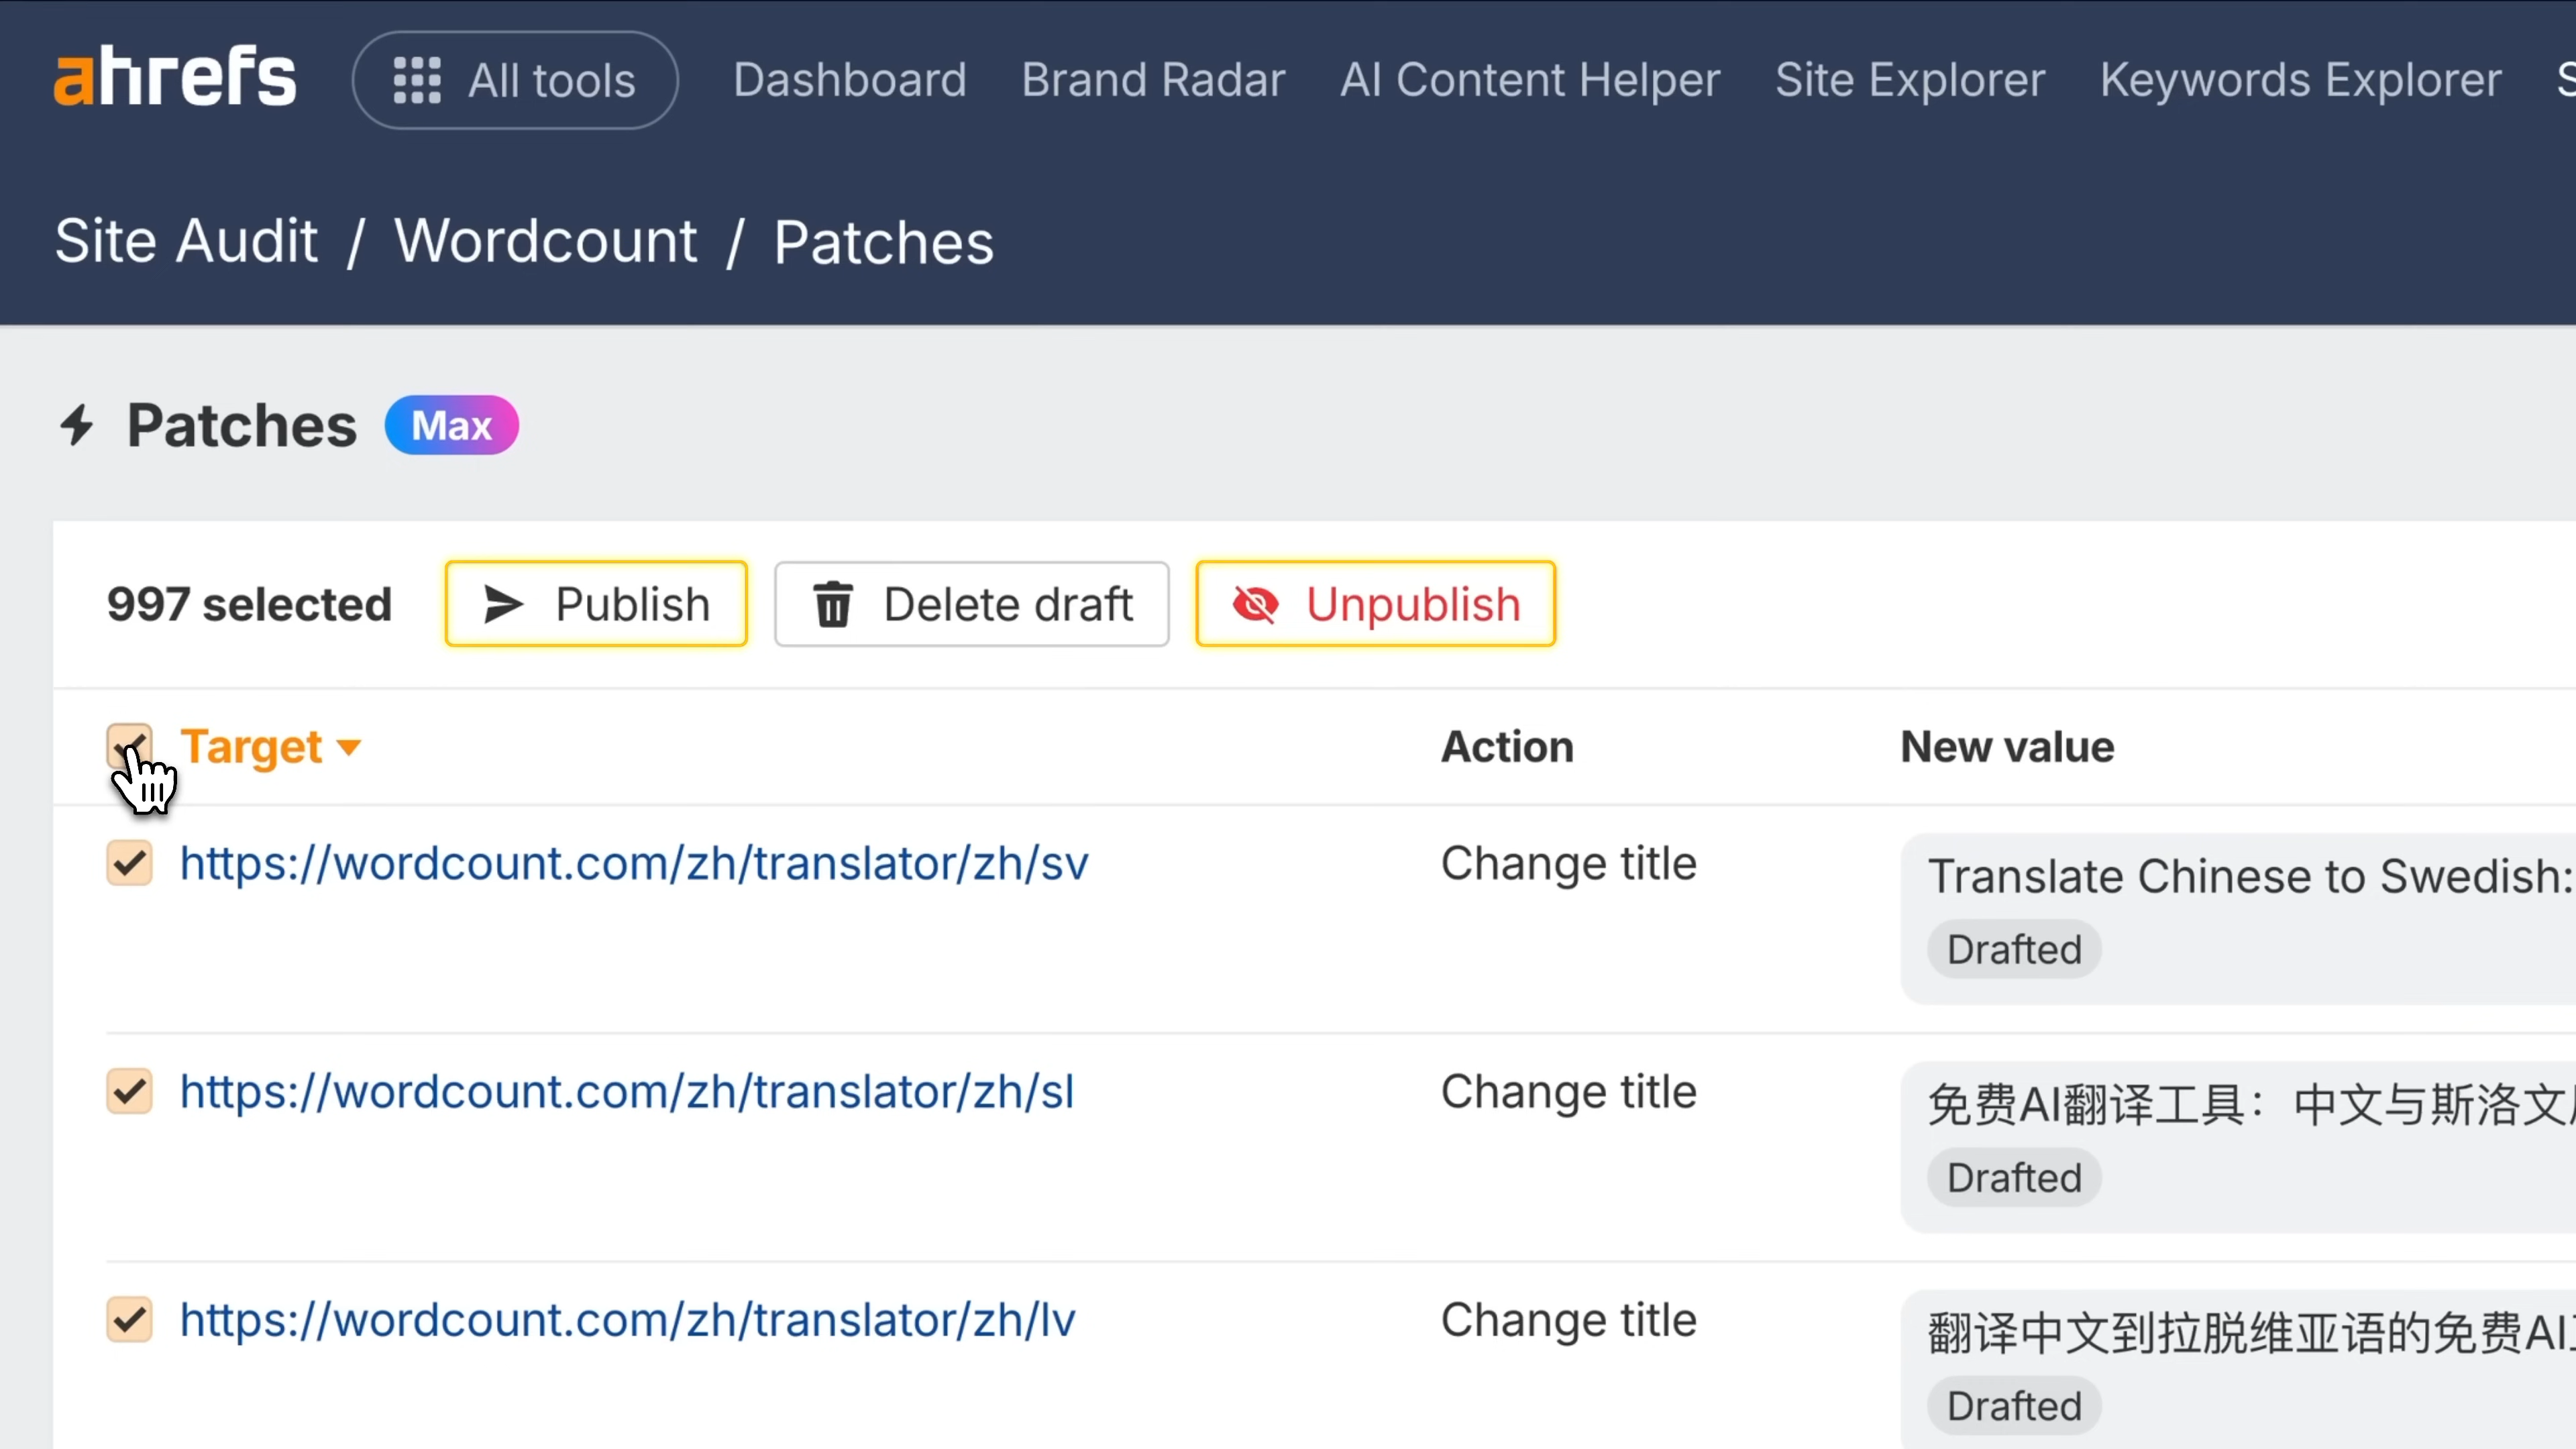 ahrefs All tools Dashboard Brand Radar AI Content Helper Site Explorer Keywords Explorer
Site Audit / Wordcount / Patches
Patches Max
997 selected Publish Delete draft Unpublish
Target Action New value
https://wordcount.com/zh/translator/zh/sv Change title Translate Chinese to Swedish:
Drafted
https://wordcount.com/zh/translator/zh/sl Change title 免费AI翻译工具：中文与斯洛文
Drafted
https://wordcount.com/zh/translator/zh/lv Change title 翻译中文到拉脱维亚语的免费AI
Drafted